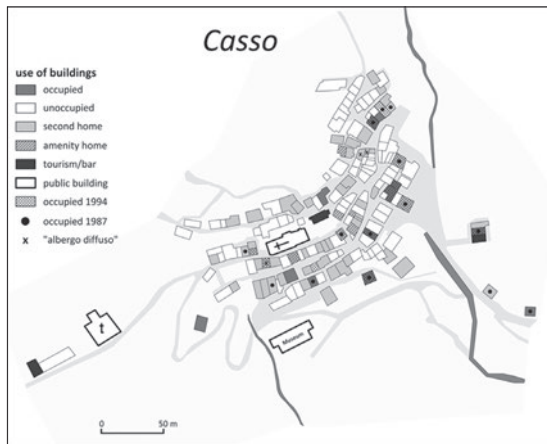 Casso
use of buildings
occupied
unoccupied
second home
amenity home
tourism/bar
public building
occupied 1994
occupied 1987
x "albergo diffuso"
Museum
0 50 m